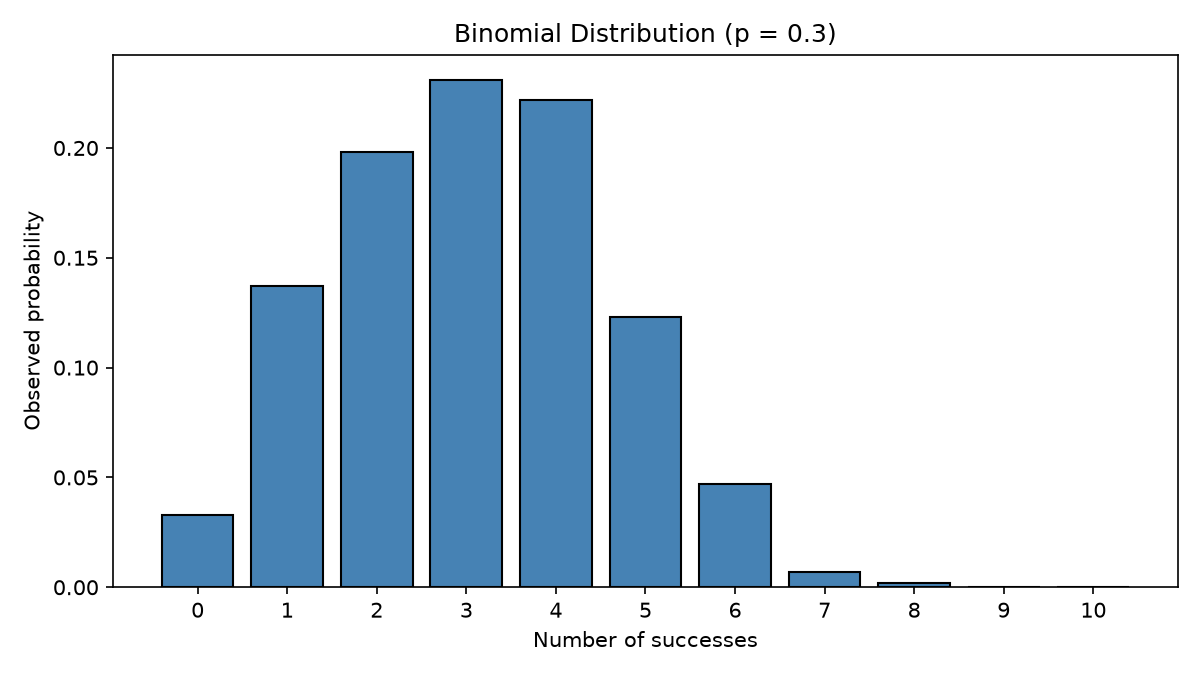 Binomial Distribution (p = 0.3)
Observed probability
0.20
0.15
0.10
0.05
0.00
0 1 2 3 4 5 6 7 8 9 10
Number of successes